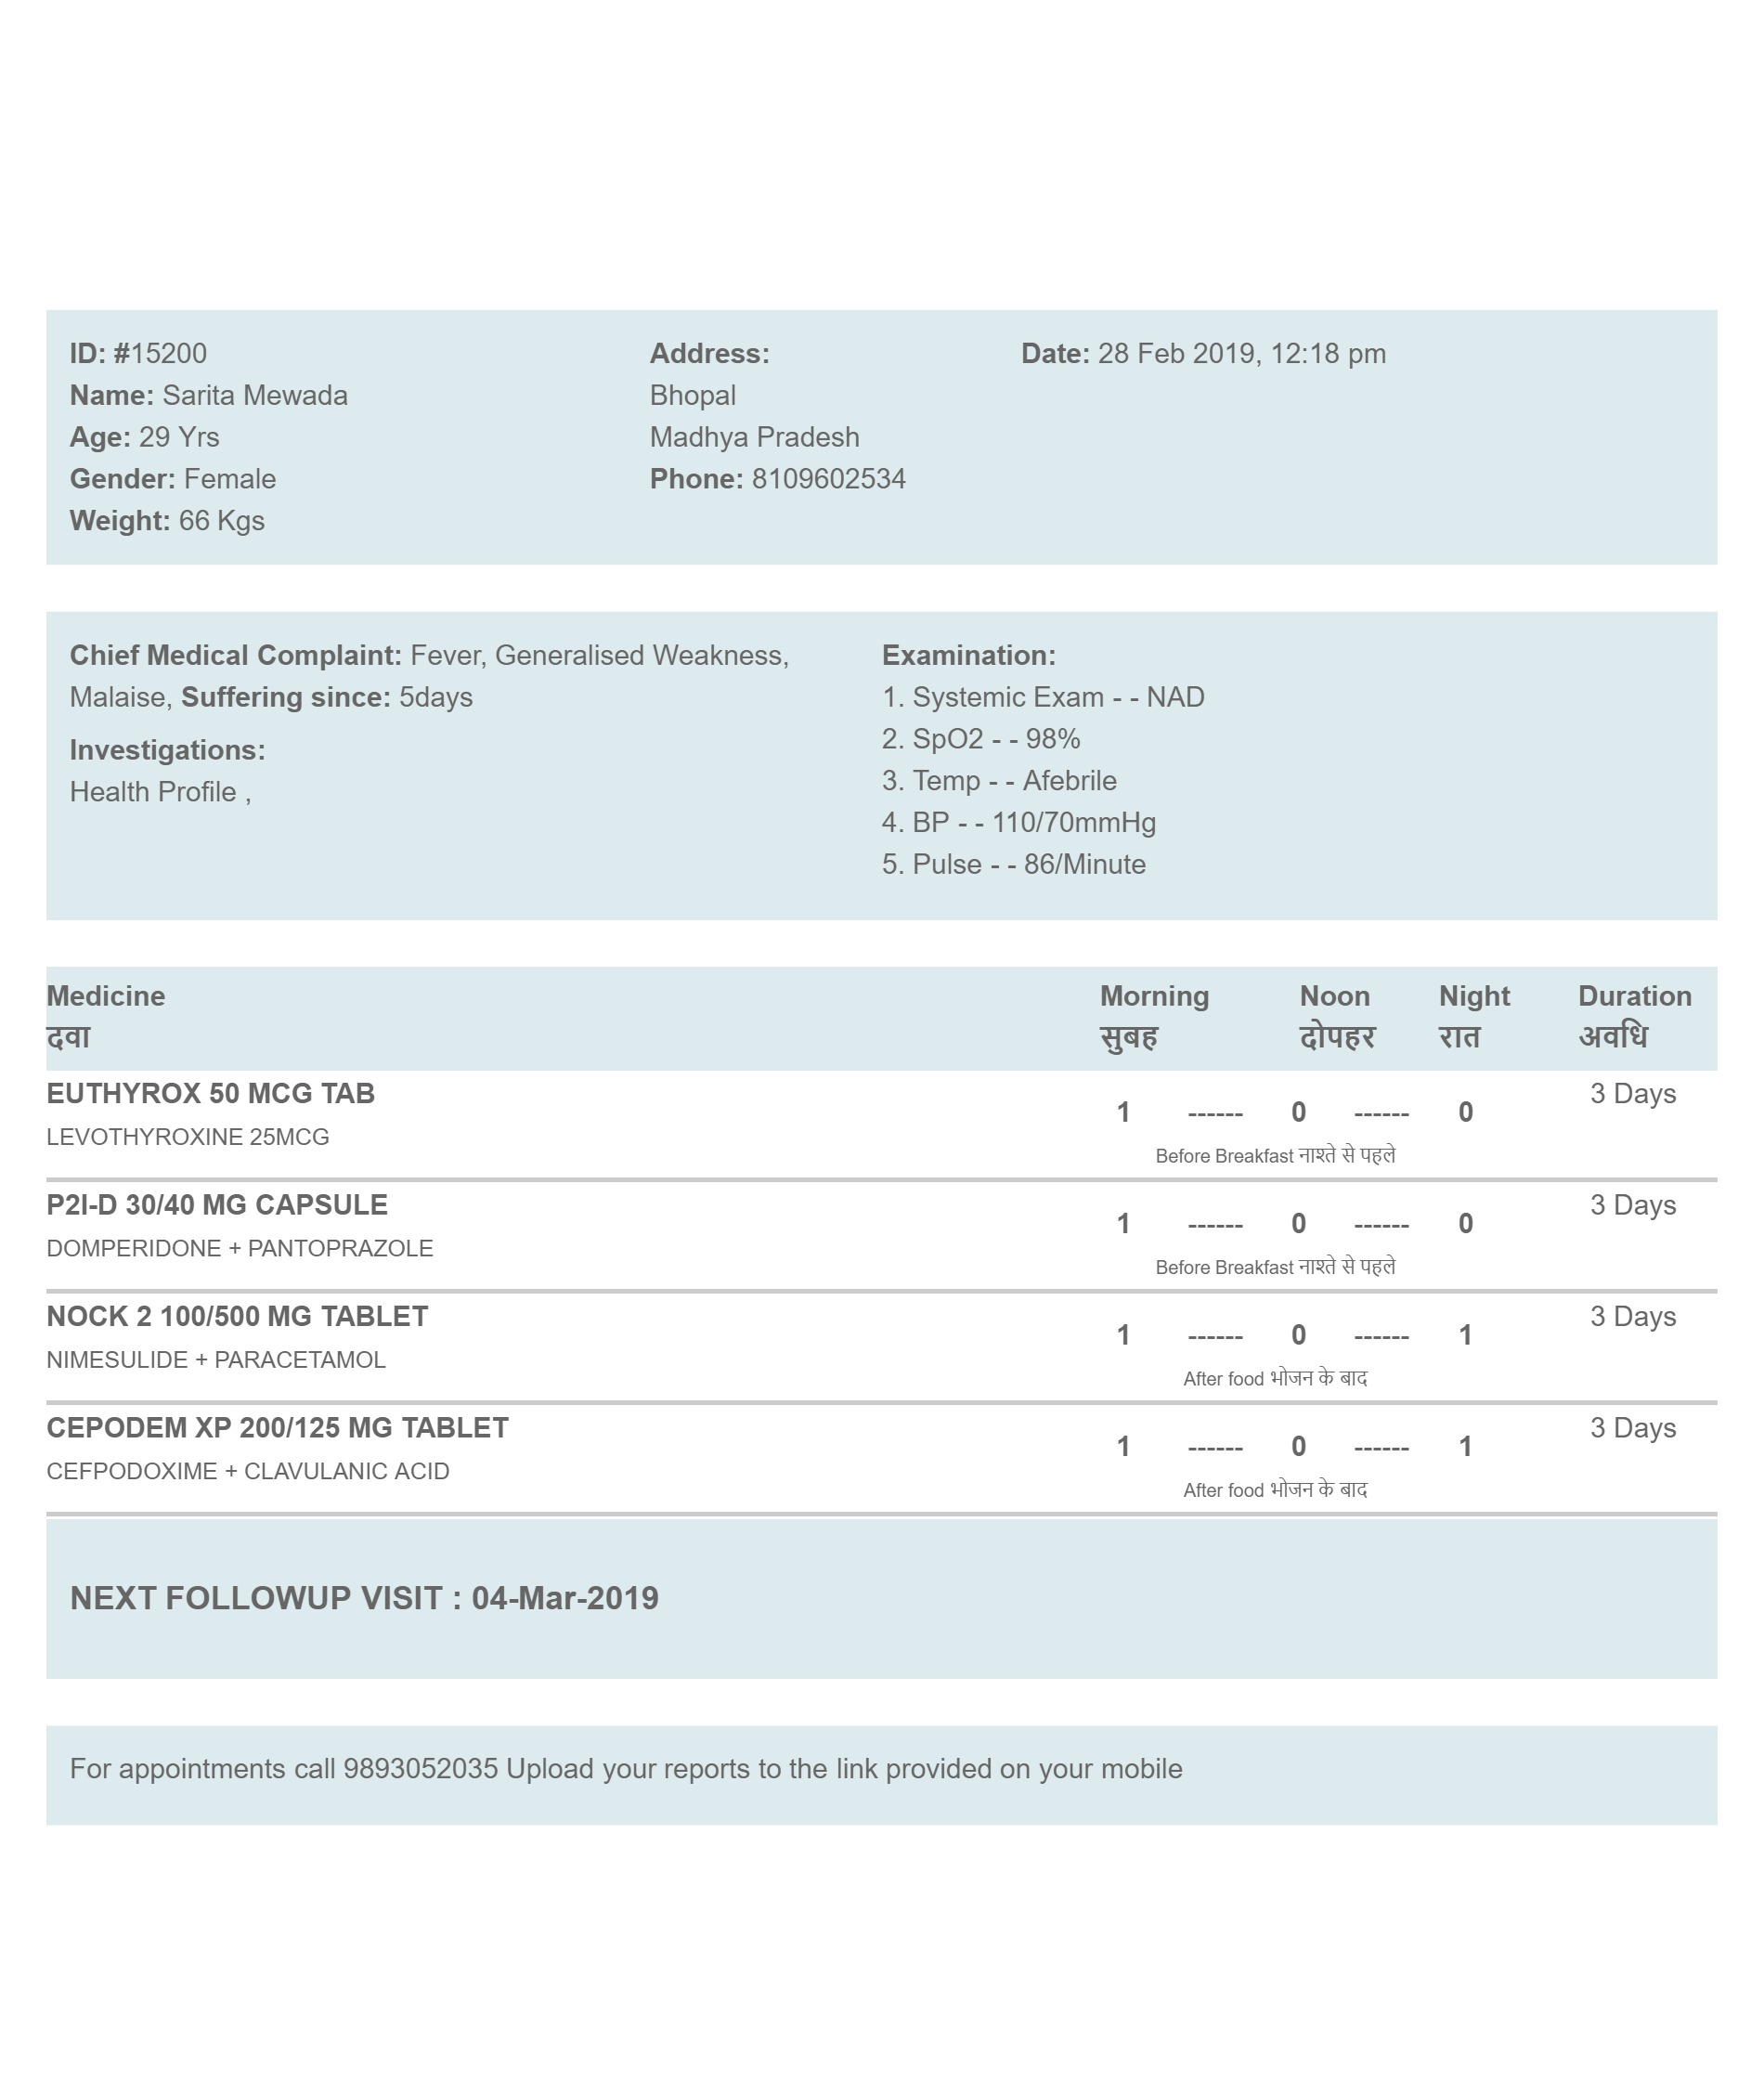 ID: #15200
Name: Sarita Mewada
Age: 29 Yrs
Gender: Female
Weight: 66 Kgs
Address:
Bhopal
Madhya Pradesh
Phone: 8109602534
Date: 28 Feb 2019, 12:18 pm
Chief Medical Complaint: Fever, Generalised Weakness,
Malaise, Suffering since: 5days
Investigations:
Health Profile ,
Examination:
1. Systemic Exam - - NAD
2. SpO2 - - 98%
3. Temp - - Afebrile
4. BP - - 110/70mmHg
5. Pulse - - 86/Minute
Medicine Morning Noon Night Duration
दवा सुबह दोपहर रात अवधि
EUTHYROX 50 MCG TAB 1 ------ 0 ------ 0 3 Days
LEVOTHYROXINE 25MCG Before Breakfast नाश्ते से पहले
P2I-D 30/40 MG CAPSULE 1 ------ 0 ------ 0 3 Days
DOMPERIDONE + PANTOPRAZOLE Before Breakfast नाश्ते से पहले
NOCK 2 100/500 MG TABLET 1 ------ 0 ------ 1 3 Days
NIMESULIDE + PARACETAMOL After food भोजन के बाद
CEPODEM XP 200/125 MG TABLET 1 ------ 0 ------ 1 3 Days
CEFPODOXIME + CLAVULANIC ACID After food भोजन के बाद
NEXT FOLLOWUP VISIT : 04-Mar-2019
For appointments call 9893052035 Upload your reports to the link provided on your mobile